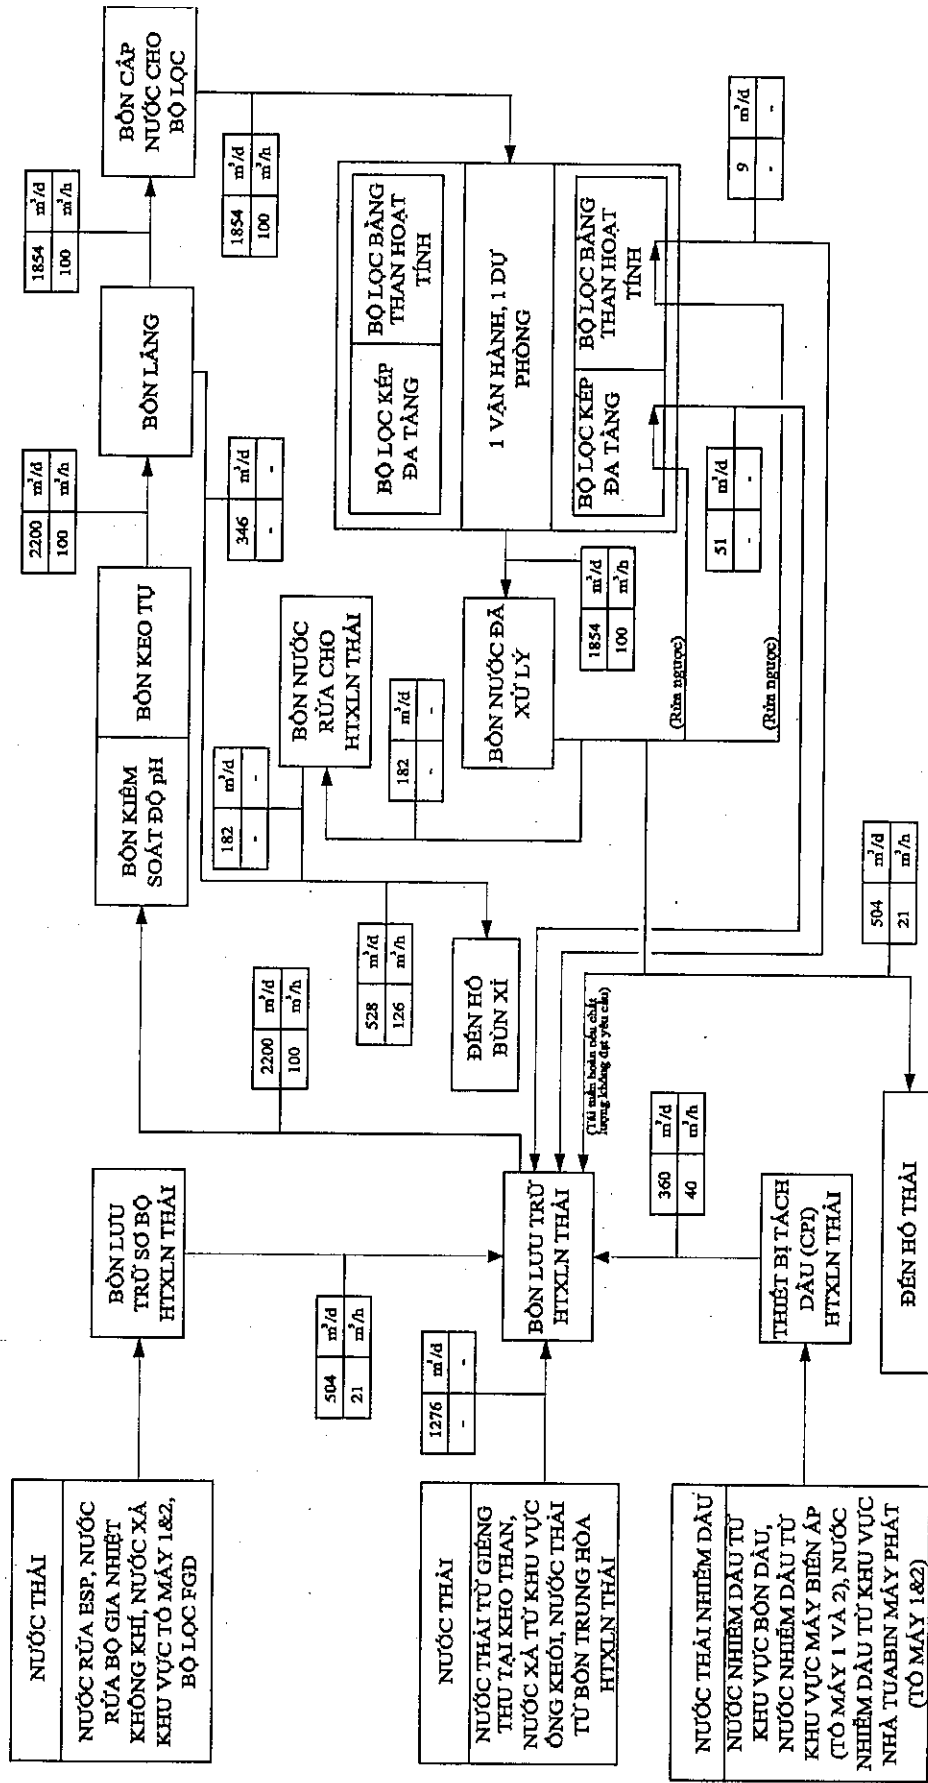 NƯỚC THẢI
NƯỚC RỬA ESP, NƯỚC
RỬA BỘ GIA NHIỆT
KHÔNG KHÍ, NƯỚC XẢ
KHU VỰC TỔ MÁY 1&2,
BỘ LỌC FGD
BỒN LƯU
TRỮ SƠ BỘ
HTXLN THẢI
504 m³/d
21 m³/h
NƯỚC THẢI
NƯỚC THẢI TỪ GIẾNG
THU TẠI KHO THAN,
NƯỚC XẢ TỪ KHU VỰC
ỐNG KHÓI, NƯỚC THẢI
TỪ BỒN TRUNG HÒA
HTXLN THẢI
1276 m³/d
- -
BỒN LƯU TRỮ
HTXLN THẢI
NƯỚC THẢI NHIỄM DẦU
NƯỚC NHIỄM DẦU TỪ
KHU VỰC BỒN DẦU,
NƯỚC NHIỄM DẦU TỪ
KHU VỰC MÁY BIẾN ÁP
(TỔ MÁY 1 VÀ 2), NƯỚC
NHIỄM DẦU TỪ KHU VỰC
NHÀ TUABIN MÁY PHÁT
(TỔ MÁY 1&2)
THIẾT BỊ TÁCH
DẦU (CPI)
HTXLN THẢI
360 m³/d
40 m³/h
2200 m³/d
100 m³/h
BỒN KIỂM
SOÁT ĐỘ pH
BỒN KEO TỤ
2200 m³/d
100 m³/h
BỒN LẮNG
1854 m³/d
100 m³/h
BỒN CẤP
NƯỚC CHO
BỘ LỌC
1854 m³/d
100 m³/h
346 m³/d
- -
182 m³/d
- -
528 m³/d
126 m³/h
ĐẾN HỒ
BÙN XỈ
BỒN NƯỚC
RỬA CHO
HTXLN THẢI
182 m³/d
- -
BỒN NƯỚC ĐÃ
XỬ LÝ
1854 m³/d
100 m³/h
BỘ LỌC KÉP
ĐA TẦNG
BỘ LỌC BẰNG
THAN HOẠT
TÍNH
1 VẬN HÀNH, 1 DỰ
PHÒNG
BỘ LỌC KÉP
ĐA TẦNG
BỘ LỌC BẰNG
THAN HOẠT
TÍNH
(Rửa ngược)
(Rửa ngược)
51 m³/d
- -
9 m³/d
- -
(Tái tuần hoàn nếu chất
lượng không đạt yêu cầu)
504 m³/d
21 m³/h
ĐẾN HỒ THẢI